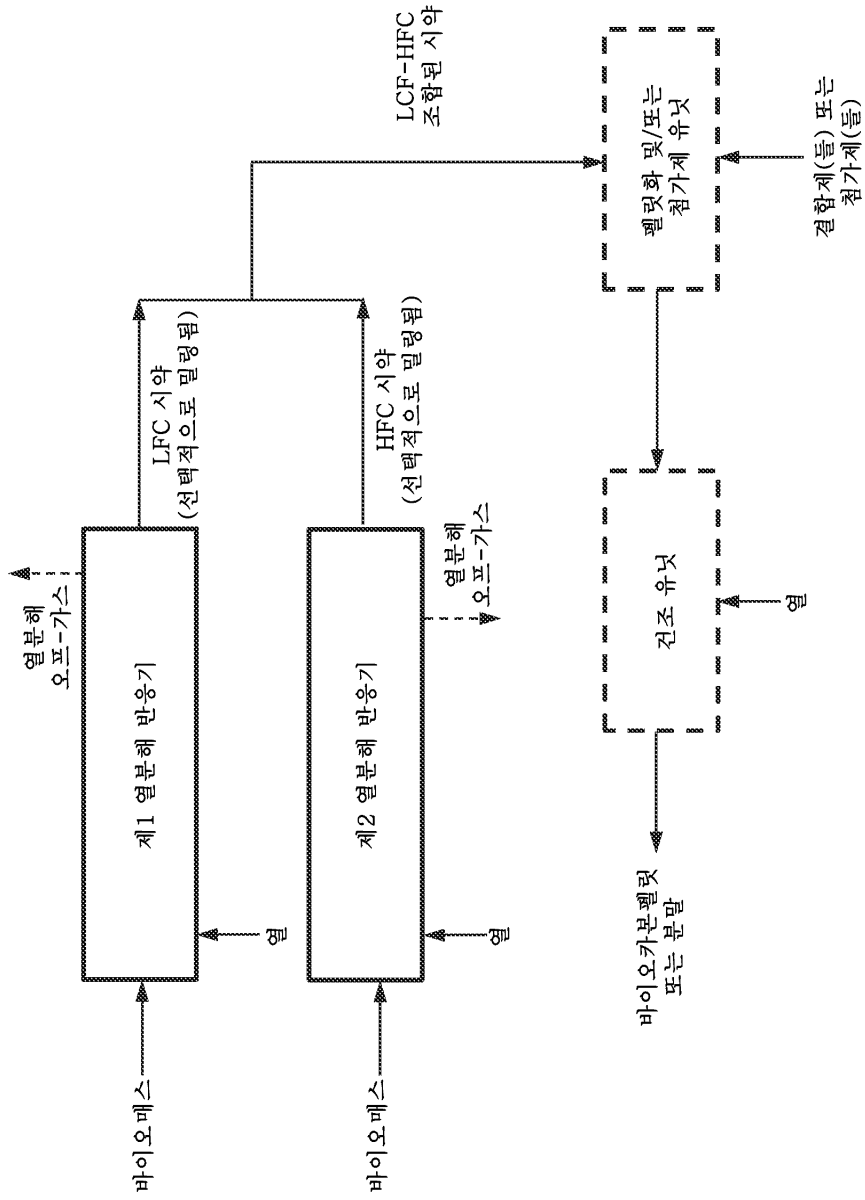 바이오매스
열
제1 열분해 반응기
열분해
오프-가스
LFC 시약
(선택적으로 밀링됨)
바이오매스
열
제2 열분해 반응기
열분해
오프-가스
HFC 시약
(선택적으로 밀링됨)
LCF-HFC
조합된 시약
펠릿화 및/또는
첨가제 유닛
결합제(들) 또는
첨가제(들)
건조 유닛
열
바이오카본펠릿
또는 분말